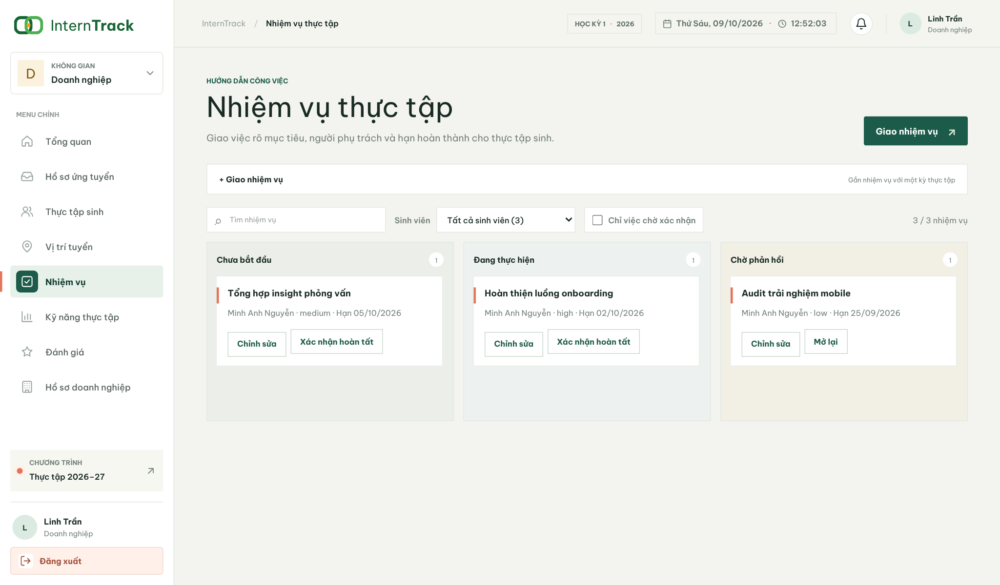 InternTrack
KHÔNG GIAN
D
Doanh nghiệp
MENU CHÍNH
Tổng quan
Hồ sơ ứng tuyển
Thực tập sinh
Vị trí tuyển
Nhiệm vụ
Kỹ năng thực tập
Đánh giá
Hồ sơ doanh nghiệp
CHƯƠNG TRÌNH
Thực tập 2026–27
L
Linh Trần
Doanh nghiệp
Đăng xuất
InternTrack / Nhiệm vụ thực tập
HỌC KỲ 1 · 2026
Thứ Sáu, 09/10/2026 · 12:52:03
L
Linh Trần
Doanh nghiệp
HƯỚNG DẪN CÔNG VIỆC
Nhiệm vụ thực tập
Giao việc rõ mục tiêu, người phụ trách và hạn hoàn thành cho thực tập sinh.
Giao nhiệm vụ
+ Giao nhiệm vụ
Gắn nhiệm vụ với một kỳ thực tập
Tìm nhiệm vụ
Sinh viên
Tất cả sinh viên (3)
Chỉ việc chờ xác nhận
3 / 3 nhiệm vụ
Chưa bắt đầu
1
Tổng hợp insight phỏng vấn
Minh Anh Nguyễn · medium · Hạn 05/10/2026
Chỉnh sửa
Xác nhận hoàn tất
Đang thực hiện
1
Hoàn thiện luồng onboarding
Minh Anh Nguyễn · high · Hạn 02/10/2026
Chỉnh sửa
Xác nhận hoàn tất
Chờ phản hồi
1
Audit trải nghiệm mobile
Minh Anh Nguyễn · low · Hạn 25/09/2026
Chỉnh sửa
Mở lại